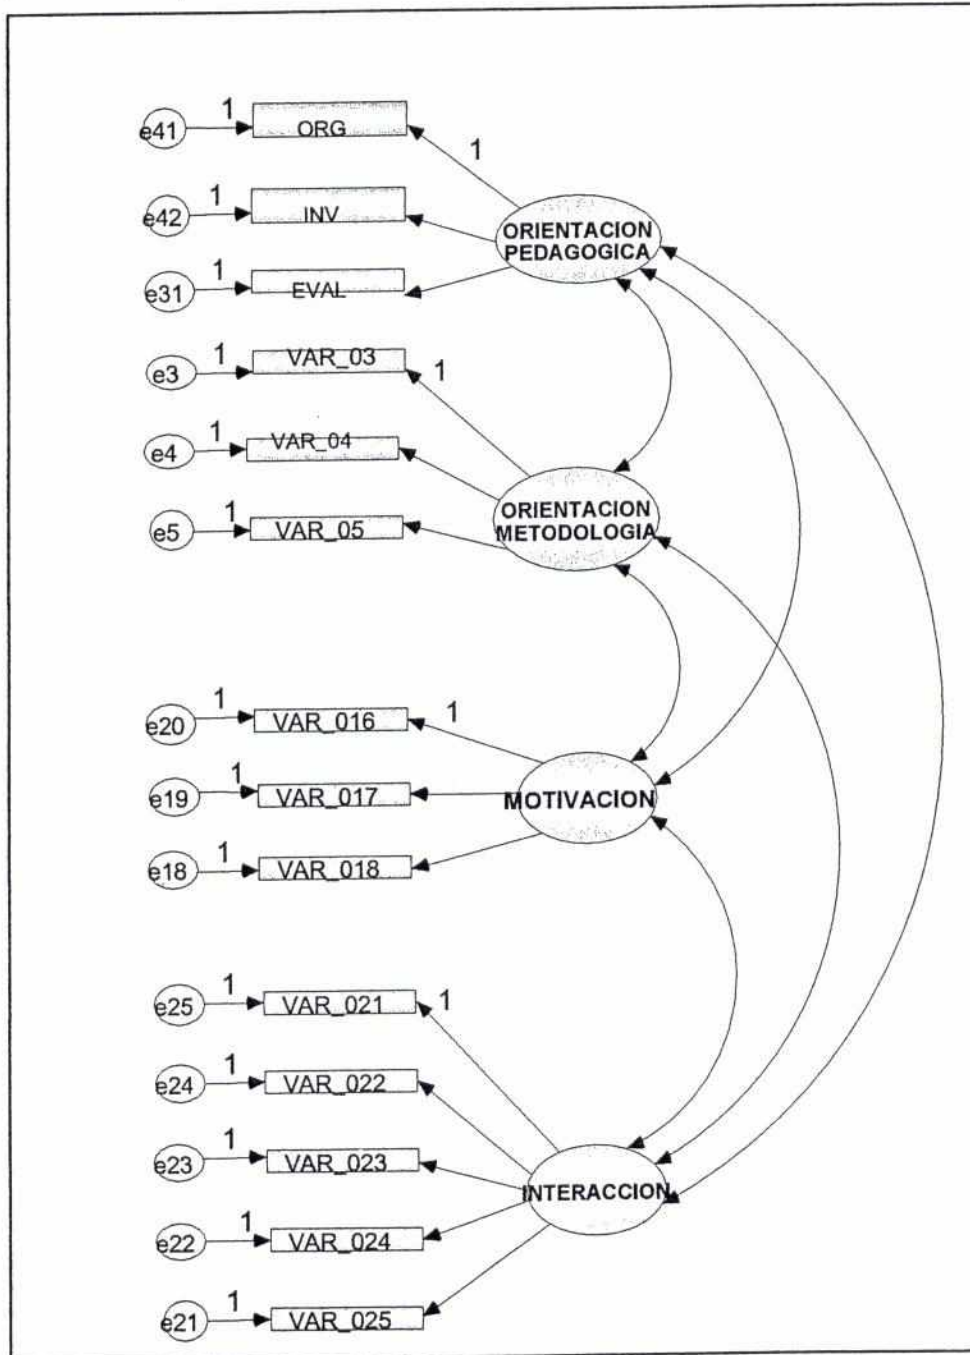 1
e41
ORG
1
1
e42
INV
ORIENTACION
PEDAGOGICA
1
e31
EVAL
1
e3
VAR_03
1
1
e4
VAR_04
ORIENTACION
METODOLOGIA
1
e5
VAR_05
1
e20
VAR_016
1
1
e19
VAR_017
MOTIVACION
1
e18
VAR_018
1
e25
VAR_021
1
1
e24
VAR_022
1
e23
VAR_023
INTERACCION
1
e22
VAR_024
1
e21
VAR_025